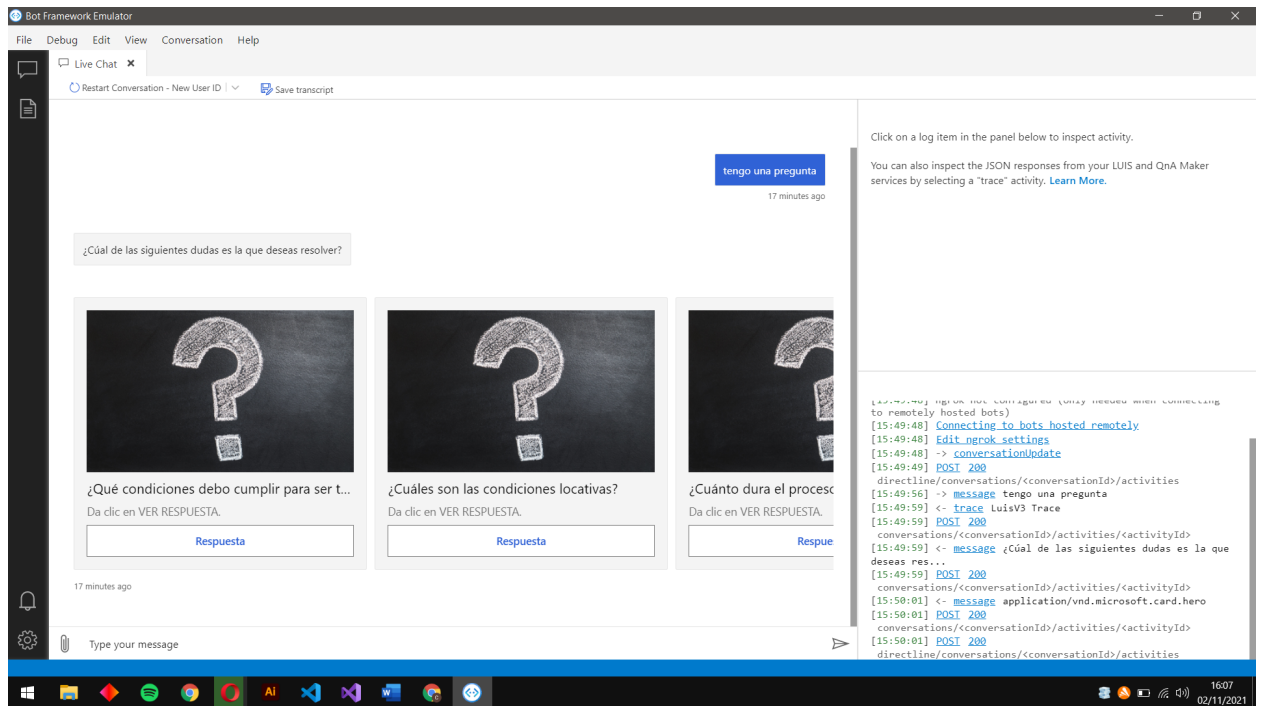 Bot Framework Emulator
File Debug Edit View Conversation Help
Live Chat
Restart Conversation - New User ID
Save transcript
tengo una pregunta
17 minutes ago
¿Cúal de las siguientes dudas es la que deseas resolver?
¿Qué condiciones debo cumplir para ser t...
Da clic en VER RESPUESTA.
Respuesta
¿Cuáles son las condiciones locativas?
Da clic en VER RESPUESTA.
Respuesta
¿Cuánto dura el proceso
Da clic en VER RESPUESTA.
Respue
17 minutes ago
Type your message
Click on a log item in the panel below to inspect activity.
You can also inspect the JSON responses from your LUIS and QnA Maker
services by selecting a "trace" activity. Learn More.
[15:49:48] ngrok not configured (only needed when connecting
to remotely hosted bots)
[15:49:48] Connecting to bots hosted remotely
[15:49:48] Edit ngrok settings
[15:49:48] -> conversationUpdate
[15:49:49] POST 200
directline/conversations/<conversationId>/activities
[15:49:56] -> message tengo una pregunta
[15:49:59] <- trace LuisV3 Trace
[15:49:59] POST 200
conversations/<conversationId>/activities/<activityId>
[15:49:59] <- message ¿Cúal de las siguientes dudas es la que
deseas res...
[15:49:59] POST 200
conversations/<conversationId>/activities/<activityId>
[15:50:01] <- message application/vnd.microsoft.card.hero
[15:50:01] POST 200
conversations/<conversationId>/activities/<activityId>
[15:50:01] POST 200
directline/conversations/<conversationId>/activities
Ai
16:07
02/11/2021